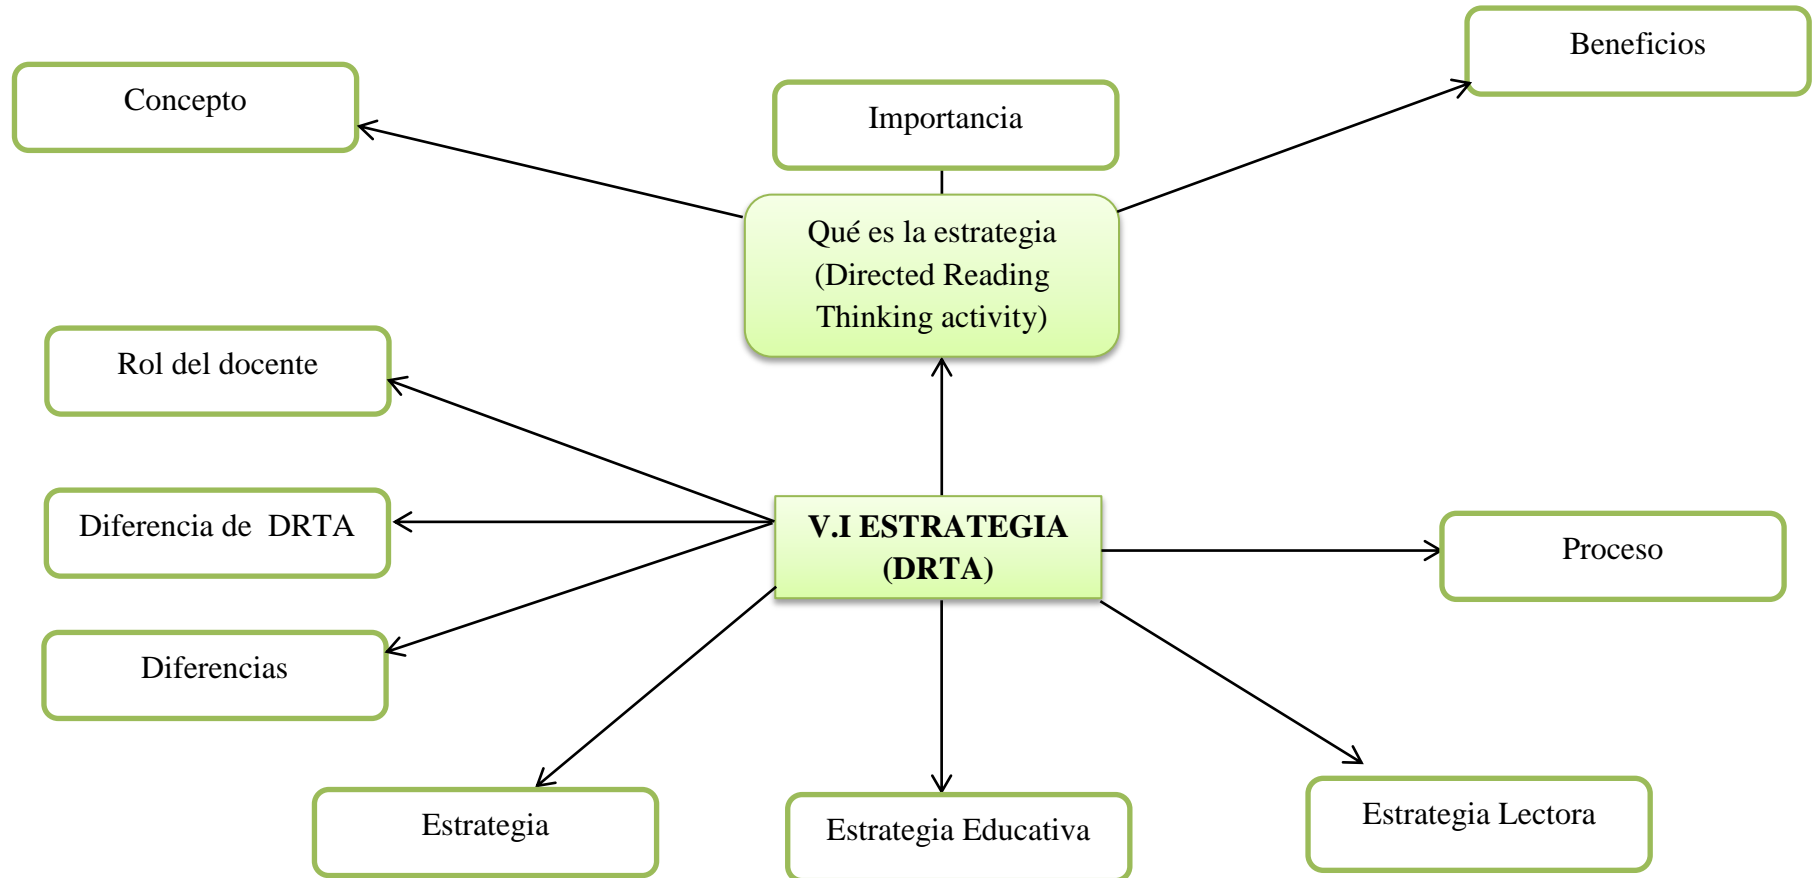 Beneficios
Concepto
Importancia
Qué es la estrategia
(Directed Reading
Thinking activity)
Rol del docente
Diferencia de  DRTA
V.I ESTRATEGIA
(DRTA)
Proceso
Diferencias
Estrategia
Estrategia Educativa
Estrategia Lectora